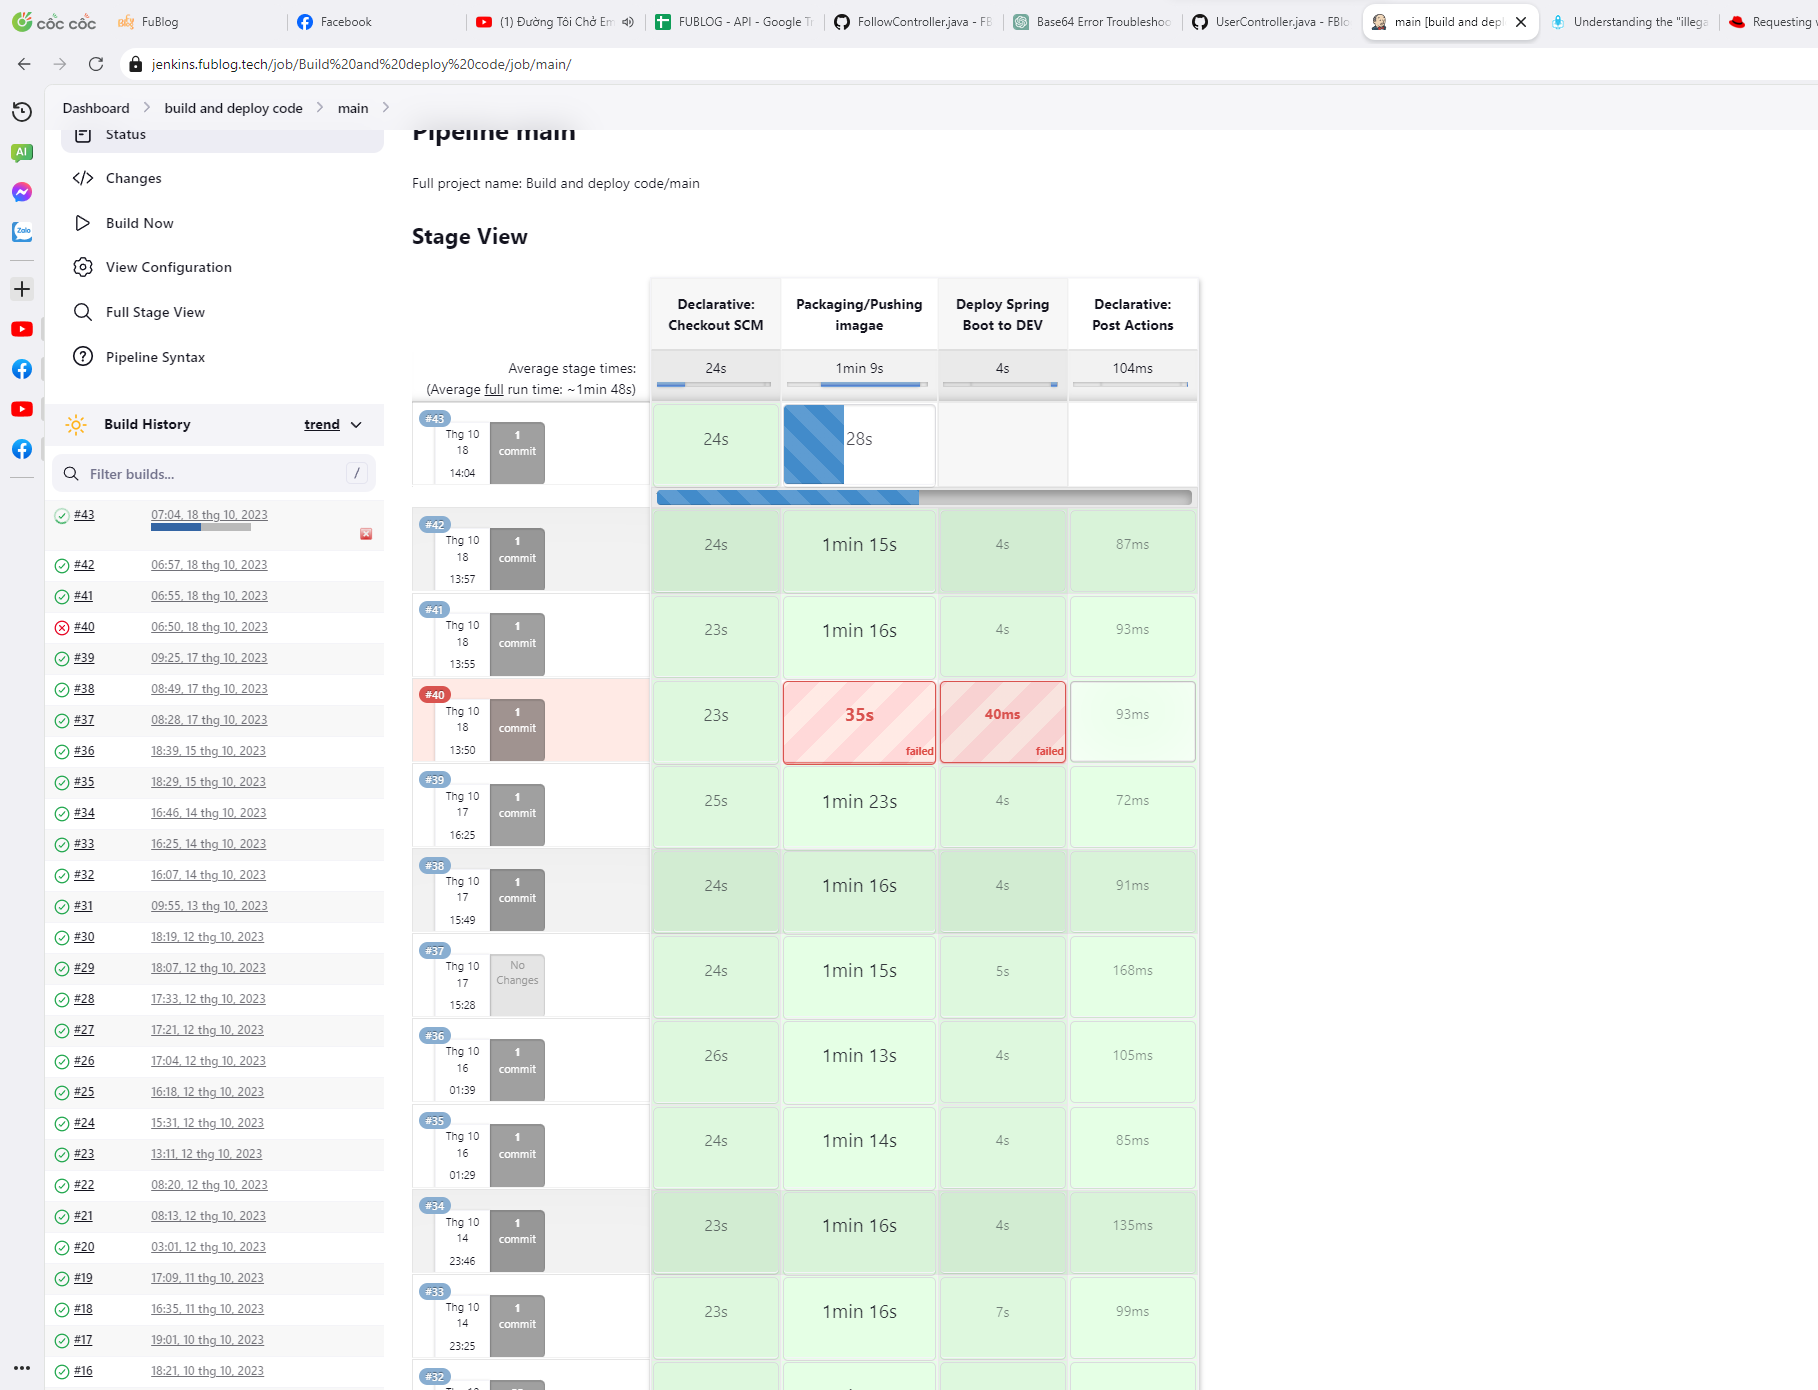 cốc cốc
FuBlog
Facebook
(1) Đường Tôi Chở Em
FUBLOG - API - Google Tr
FollowController.java - FB
Base64 Error Troubleshoo
UserController.java - FBlo
main [build and depl
Understanding the "illega
Requesting
jenkins.fublog.tech/job/Build%20and%20deploy%20code/job/main/
Dashboard
build and deploy code
main
AI
Zalo
Status
Changes
Build Now
View Configuration
Full Stage View
Pipeline Syntax
Build History
trend
Filter builds...
/
#43 07:04, 18 thg 10, 2023
#42 06:57, 18 thg 10, 2023
#41 06:55, 18 thg 10, 2023
#40 06:50, 18 thg 10, 2023
#39 09:25, 17 thg 10, 2023
#38 08:49, 17 thg 10, 2023
#37 08:28, 17 thg 10, 2023
#36 18:39, 15 thg 10, 2023
#35 18:29, 15 thg 10, 2023
#34 16:46, 14 thg 10, 2023
#33 16:25, 14 thg 10, 2023
#32 16:07, 14 thg 10, 2023
#31 09:55, 13 thg 10, 2023
#30 18:19, 12 thg 10, 2023
#29 18:07, 12 thg 10, 2023
#28 17:33, 12 thg 10, 2023
#27 17:21, 12 thg 10, 2023
#26 17:04, 12 thg 10, 2023
#25 16:18, 12 thg 10, 2023
#24 15:31, 12 thg 10, 2023
#23 13:11, 12 thg 10, 2023
#22 08:20, 12 thg 10, 2023
#21 08:13, 12 thg 10, 2023
#20 03:01, 12 thg 10, 2023
#19 17:09, 11 thg 10, 2023
#18 16:35, 11 thg 10, 2023
#17 19:01, 10 thg 10, 2023
#16 18:21, 10 thg 10, 2023
Pipeline main
Full project name: Build and deploy code/main
Stage View
Declarative: Checkout SCM
Packaging/Pushing imagae
Deploy Spring Boot to DEV
Declarative: Post Actions
Average stage times:
(Average full run time: ~1min 48s)
24s 1min 9s 4s 104ms
#43
Thg 10 18 14:04
1 commit
24s 28s
#42
Thg 10 18 13:57
1 commit
24s 1min 15s 4s 87ms
#41
Thg 10 18 13:55
1 commit
23s 1min 16s 4s 93ms
#40
Thg 10 18 13:50
1 commit
23s 35s failed 40ms failed 93ms
#39
Thg 10 17 16:25
1 commit
25s 1min 23s 4s 72ms
#38
Thg 10 17 15:49
1 commit
24s 1min 16s 4s 91ms
#37
Thg 10 17 15:28
No Changes
24s 1min 15s 5s 168ms
#36
Thg 10 16 01:39
1 commit
26s 1min 13s 4s 105ms
#35
Thg 10 16 01:29
1 commit
24s 1min 14s 4s 85ms
#34
Thg 10 14 23:46
1 commit
23s 1min 16s 4s 135ms
#33
Thg 10 14 23:25
1 commit
23s 1min 16s 7s 99ms
#32